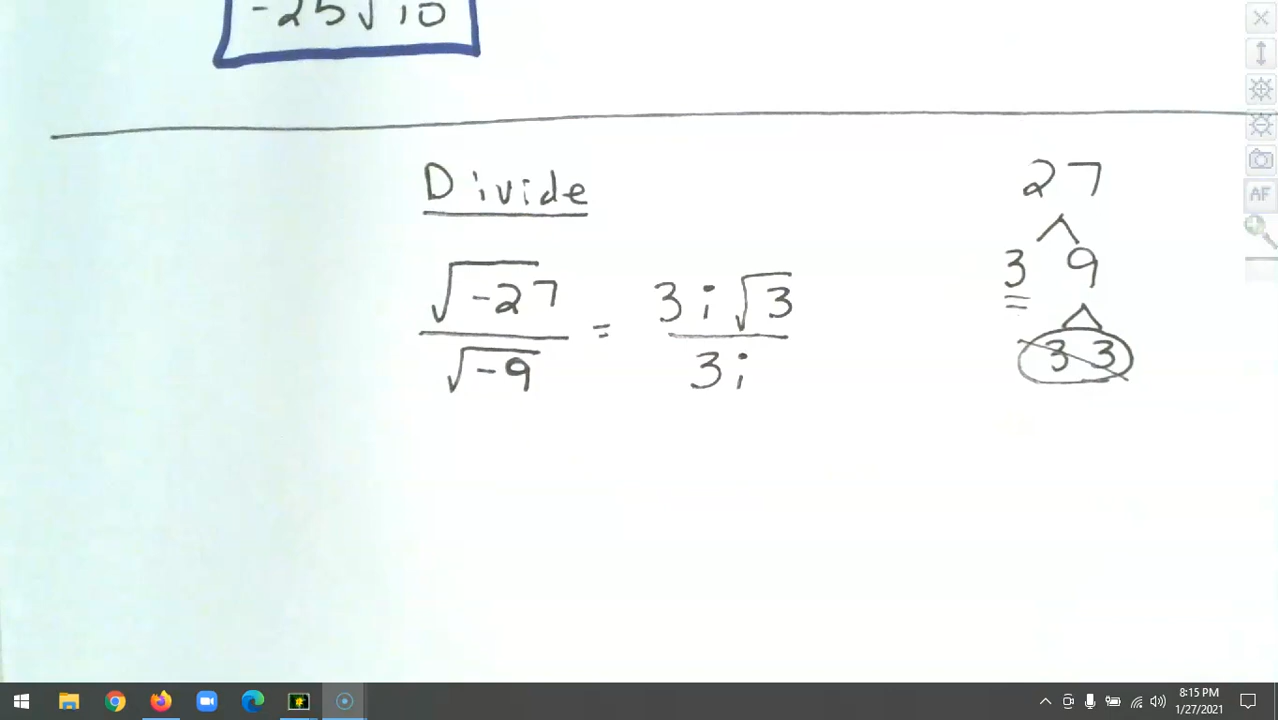 -25√10
Divide
√-27 / √-9 = 3i√3 / 3i
27
3 9
3 3
AF
8:15 PM
1/27/2021